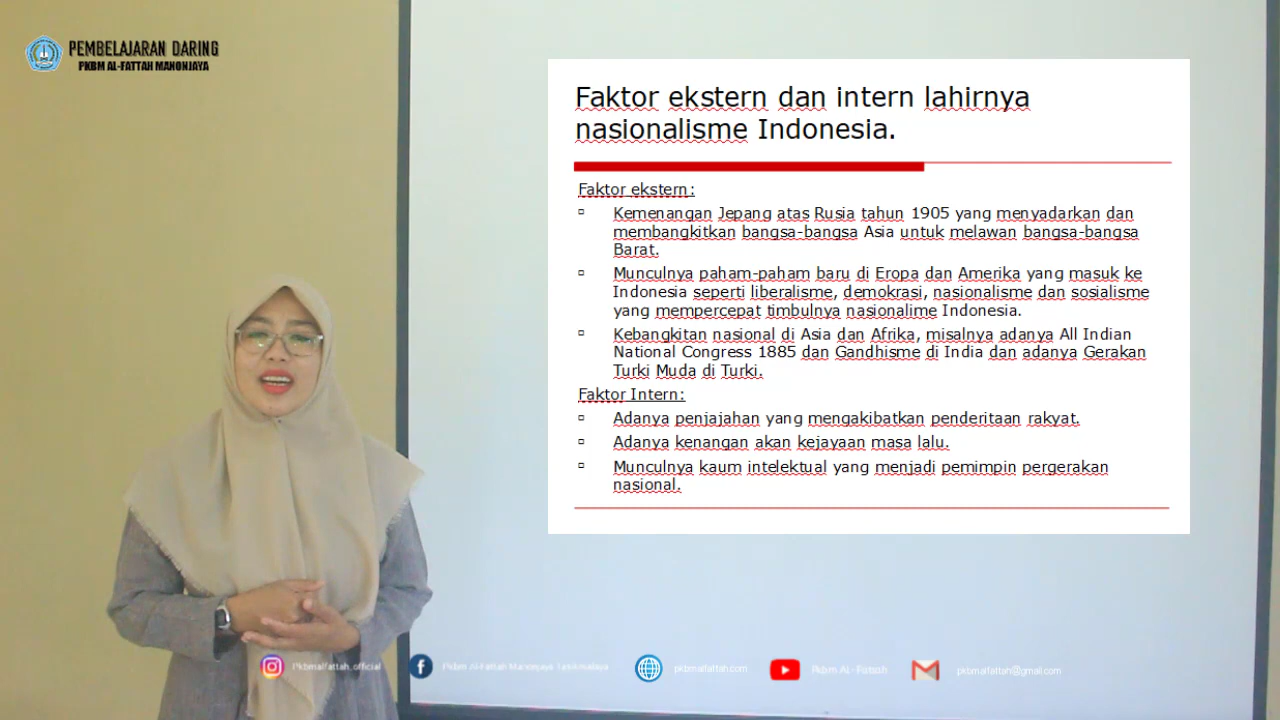 PEMBELAJARAN DARING
PKBM AL-FATTAH MANONJAYA
Faktor ekstern dan intern lahirnya
nasionalisme Indonesia.
Faktor ekstern:
Kemenangan Jepang atas Rusia tahun 1905 yang menyadarkan dan
membangkitkan bangsa-bangsa Asia untuk melawan bangsa-bangsa
Barat.
Munculnya paham-paham baru di Eropa dan Amerika yang masuk ke
Indonesia seperti liberalisme, demokrasi, nasionalisme dan sosialisme
yang mempercepat timbulnya nasionalime Indonesia.
Kebangkitan nasional di Asia dan Afrika, misalnya adanya All Indian
National Congress 1885 dan Gandhisme di India dan adanya Gerakan
Turki Muda di Turki.
Faktor Intern:
Adanya penjajahan yang mengakibatkan penderitaan rakyat.
Adanya kenangan akan kejayaan masa lalu.
Munculnya kaum intelektual yang menjadi pemimpin pergerakan
nasional.
Pkbmalfattah_official
Pkbm Al-Fattah Manonjaya Tasikmalaya
pkbmalfattah.com
Pkbm AL-Fattah
pkbmalfattah@gmail.com